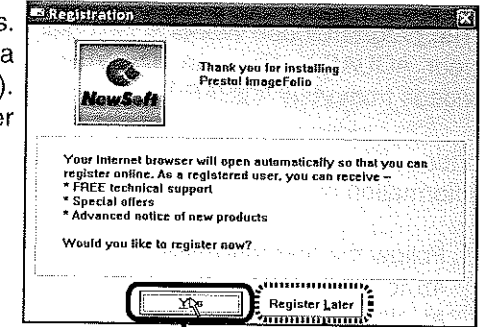 s.
a
).
er
Registration
NewSoft
Thank you for installing
Presto! ImageFolio
Your Internet browser will open automatically so that you can
register online. As a registered user, you can receive –
* FREE technical support
* Special offers
* Advanced notice of new products
Would you like to register now?
Yes
Register Later